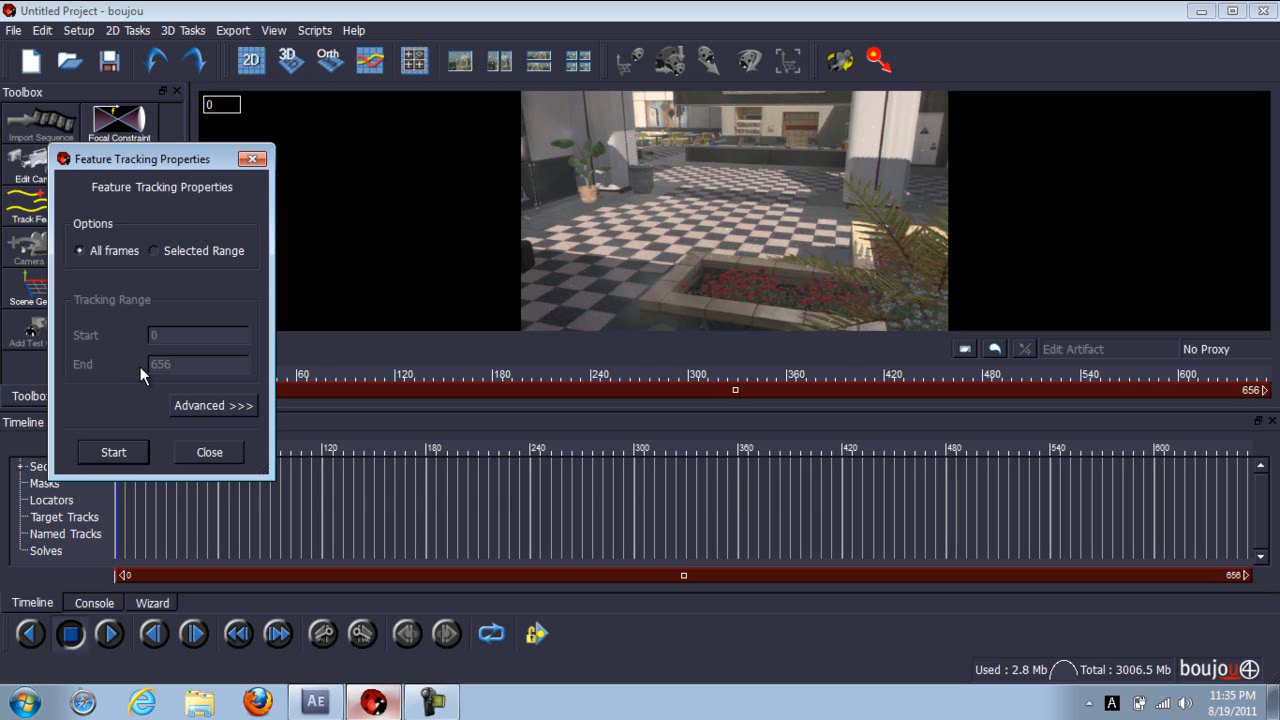 Untitled Project - boujou
File Edit Setup 2D Tasks 3D Tasks Export View Scripts Help
2D 3D Orth
Toolbox
0
Import Sequence Focal Constraint
Edit Can
Track Fe
Camera
Scene Ge
Add Test
Toolbo
Feature Tracking Properties
Feature Tracking Properties
Options
All frames Selected Range
Tracking Range
Start 0
End 656
Advanced >>>
Start Close
Edit Artifact No Proxy
60 120 180 240 300 360 420 480 600
656
Timeline
120 180 240 300 360 420 480 540 600
Sec
Masks
Locators
Target Tracks
Named Tracks
Solves
0 656
Timeline Console Wizard
Used : 2.8 Mb Total : 3006.5 Mb boujou 4
Ae A 11:35 PM
8/19/2011